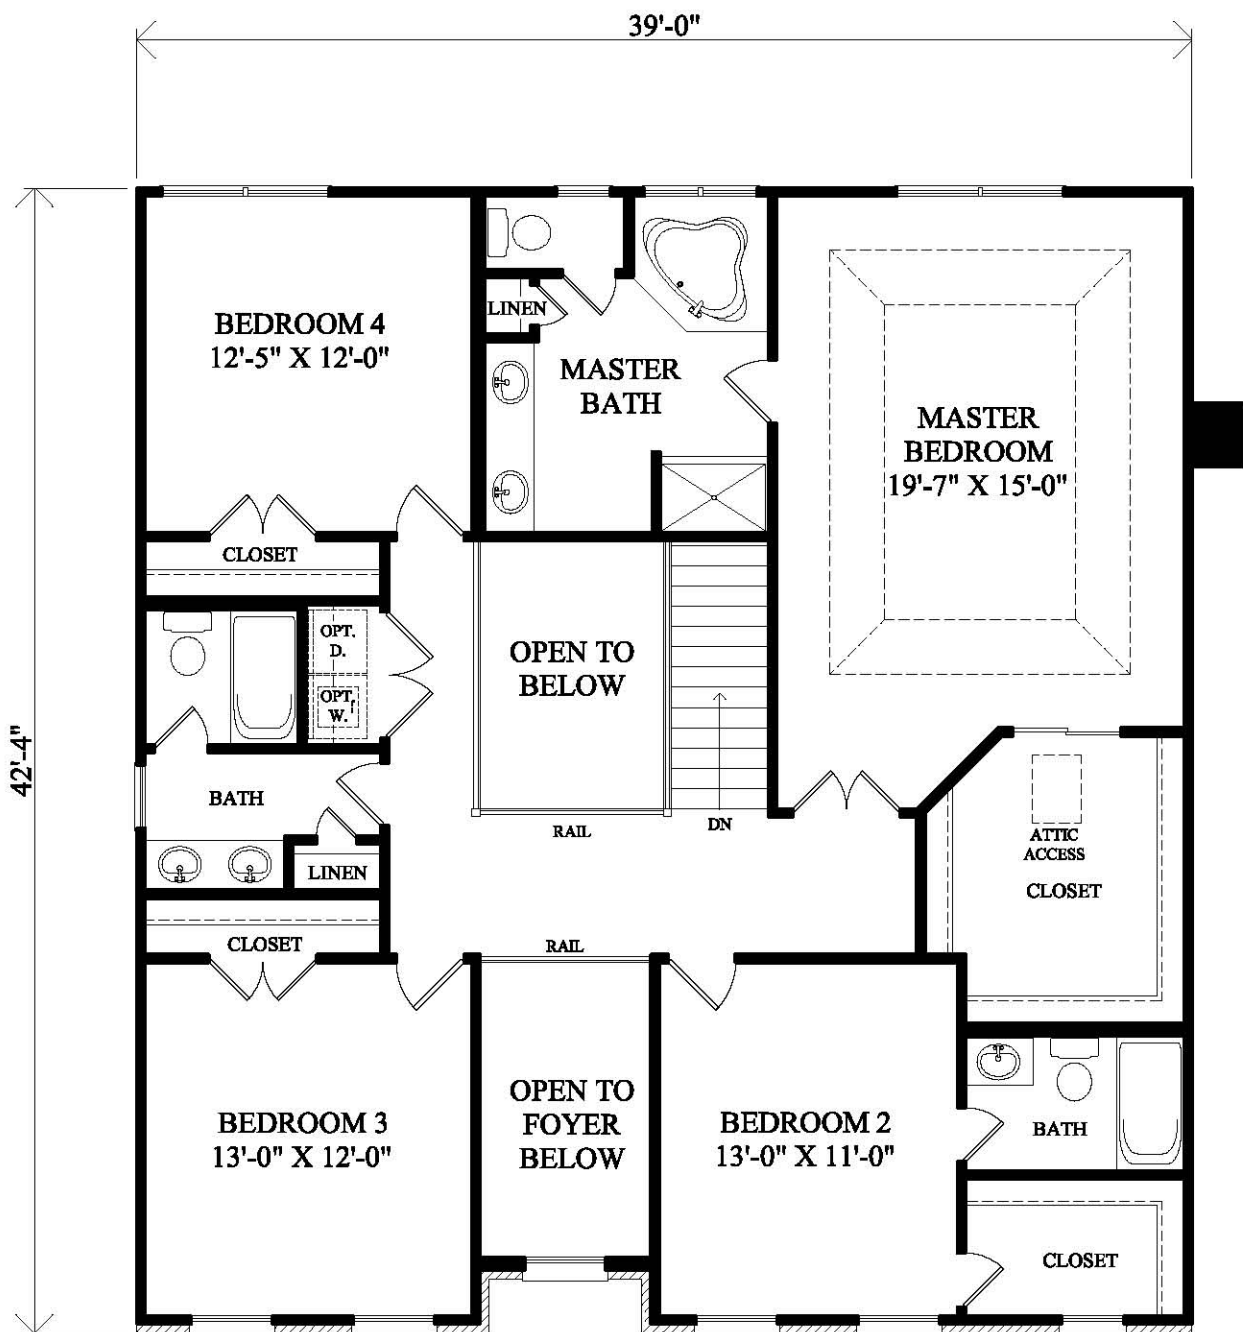 39'-0"
42'-4"
BEDROOM 4
12'-5" X 12'-0"
LINEN
MASTER
BATH
MASTER
BEDROOM
19'-7" X 15'-0"
CLOSET
OPT.
D.
OPT.
W.
OPEN TO
BELOW
BATH
RAIL
DN
LINEN
ATTIC
ACCESS
CLOSET
CLOSET
RAIL
BEDROOM 3
13'-0" X 12'-0"
OPEN TO
FOYER
BELOW
BEDROOM 2
13'-0" X 11'-0"
BATH
CLOSET